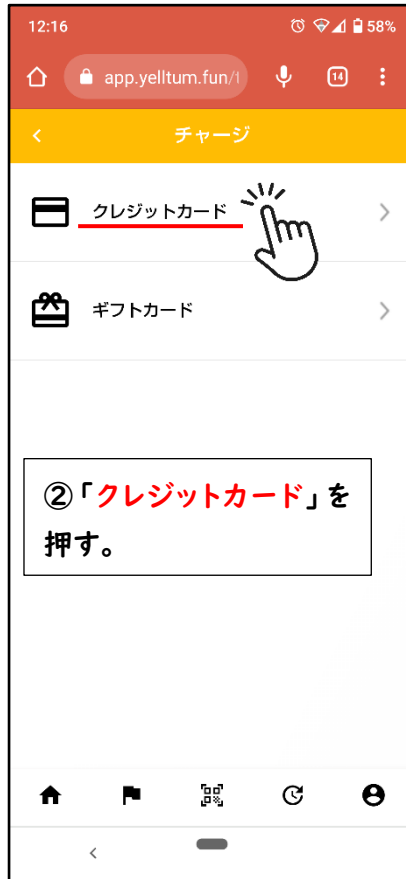 12:16
58%
app.yelltum.fun/t
14
チャージ
クレジットカード
ギフトカード
②「クレジットカード」を
押す。